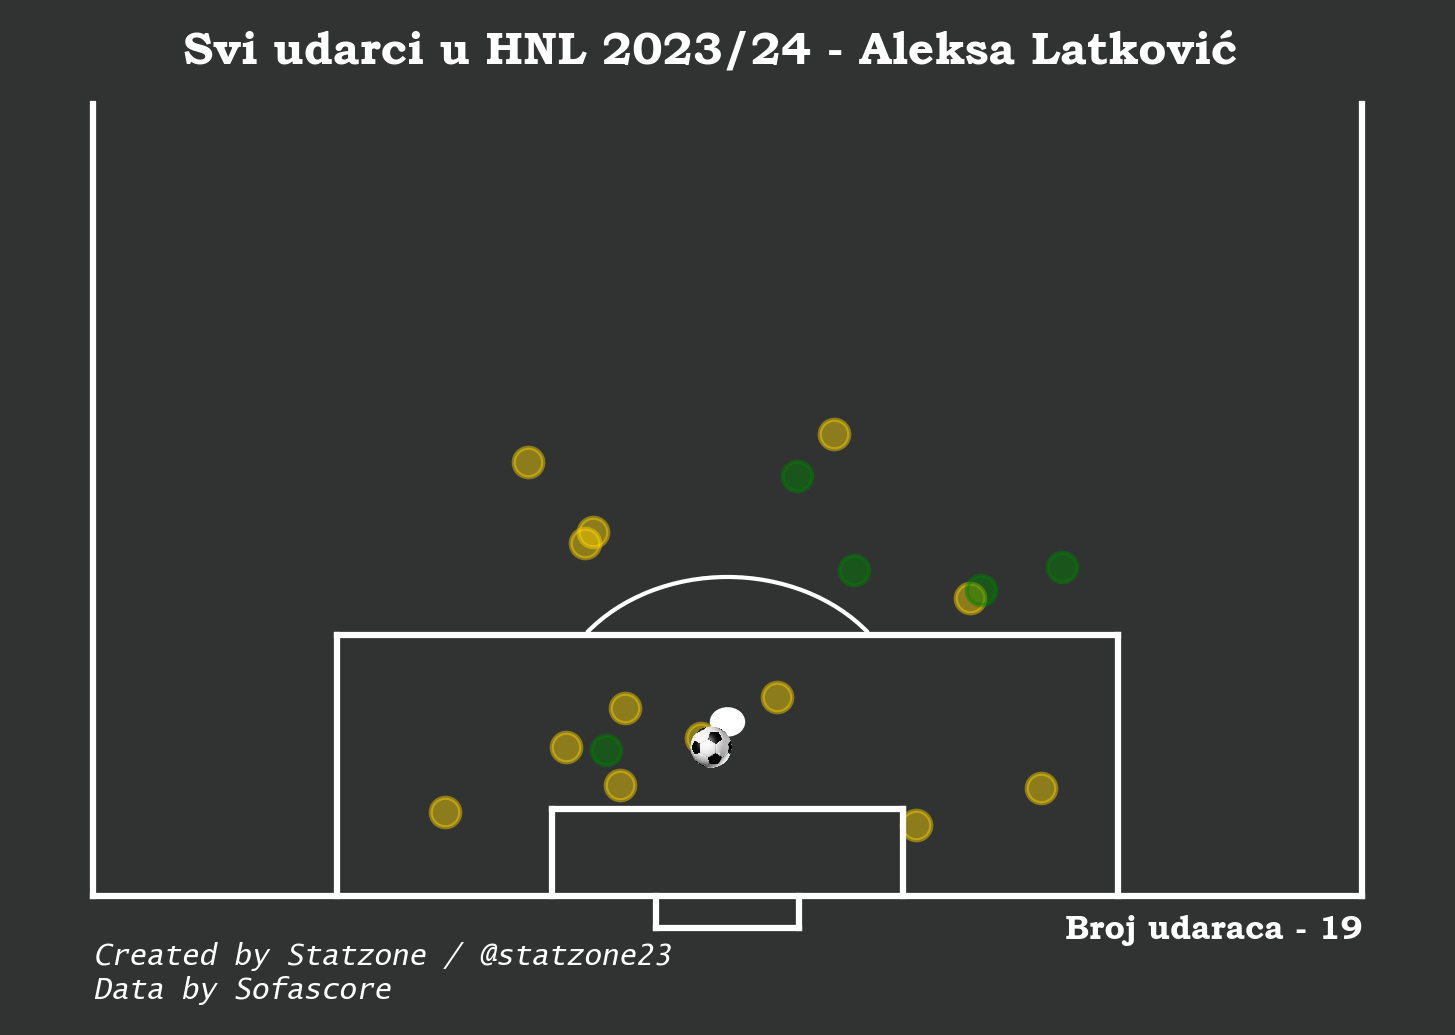 Svi udarci u HNL 2023/24 - Aleksa Latković
Broj udaraca - 19
Created by Statzone / @statzone23
Data by Sofascore